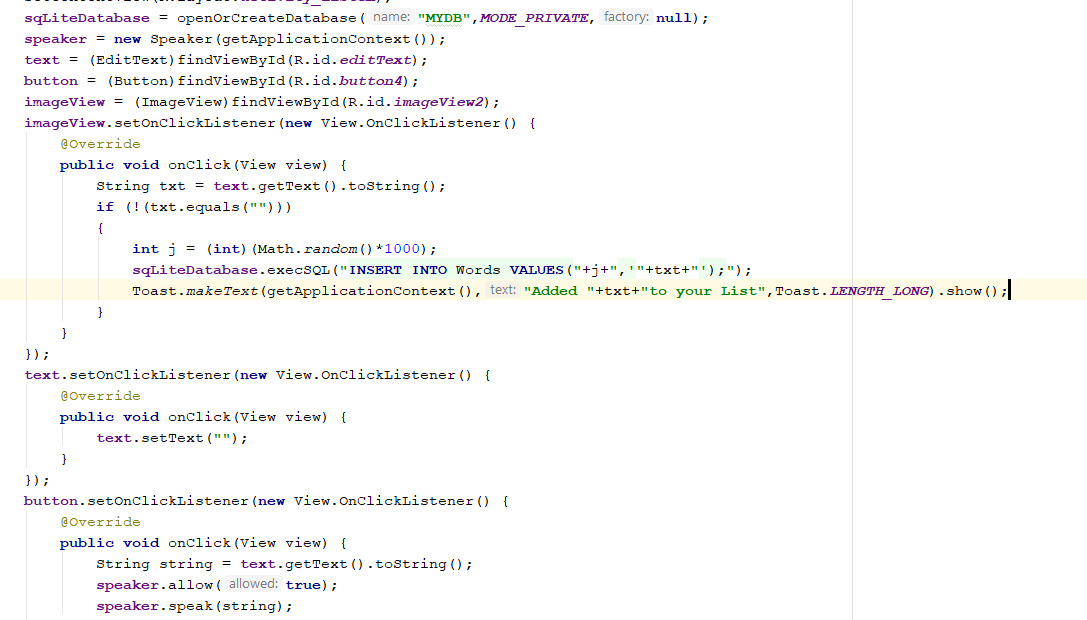 sqLiteDatabase = openOrCreateDatabase( name: "MYDB",MODE_PRIVATE, factory: null);
speaker = new Speaker(getApplicationContext());
text = (EditText)findViewById(R.id.editText);
button = (Button)findViewById(R.id.button4);
imageView = (ImageView)findViewById(R.id.imageView2);
imageView.setOnClickListener(new View.OnClickListener() {
@Override
public void onClick(View view) {
String txt = text.getText().toString();
if (!(txt.equals("")))
{
int j = (int)(Math.random()*1000);
sqLiteDatabase.execSQL("INSERT INTO Words VALUES("+j+",'"+txt+"');");
Toast.makeText(getApplicationContext(), text: "Added "+txt+"to your List",Toast.LENGTH_LONG).show();
}
}
});
text.setOnClickListener(new View.OnClickListener() {
@Override
public void onClick(View view) {
text.setText("");
}
});
button.setOnClickListener(new View.OnClickListener() {
@Override
public void onClick(View view) {
String string = text.getText().toString();
speaker.allow( allowed: true);
speaker.speak(string);